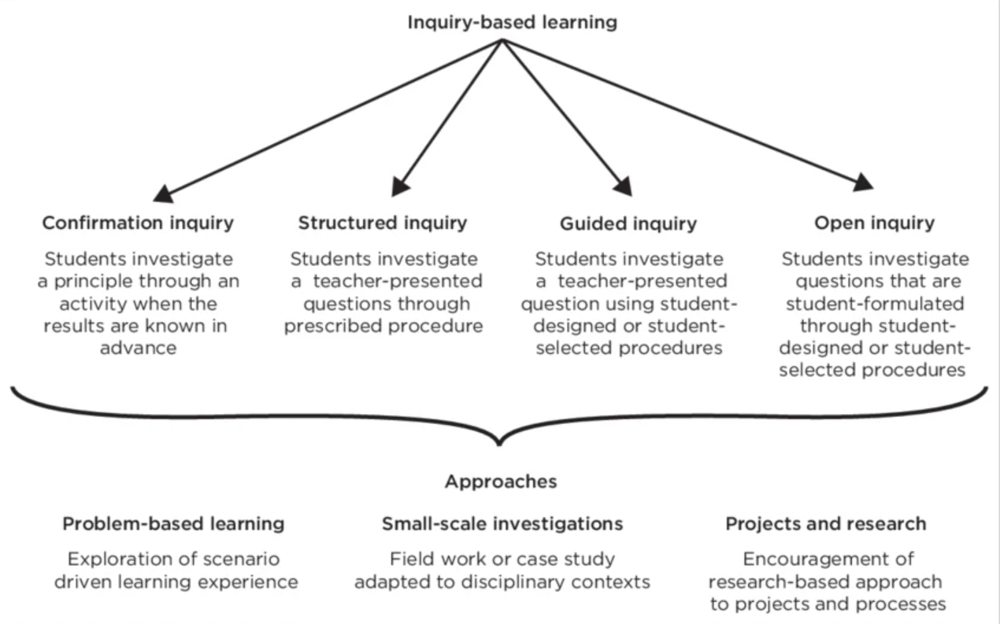 Inquiry-based learning
Confirmation inquiry
Students investigate
a principle through an
activity when the
results are known in
advance
Structured inquiry
Students investigate
a teacher-presented
questions through
prescribed procedure
Guided inquiry
Students investigate
a teacher-presented
question using student-
designed or student-
selected procedures
Open inquiry
Students investigate
questions that are
student-formulated
through student-
designed or student-
selected procedures
Approaches
Problem-based learning
Exploration of scenario
driven learning experience
Small-scale investigations
Field work or case study
adapted to disciplinary contexts
Projects and research
Encouragement of
research-based approach
to projects and processes